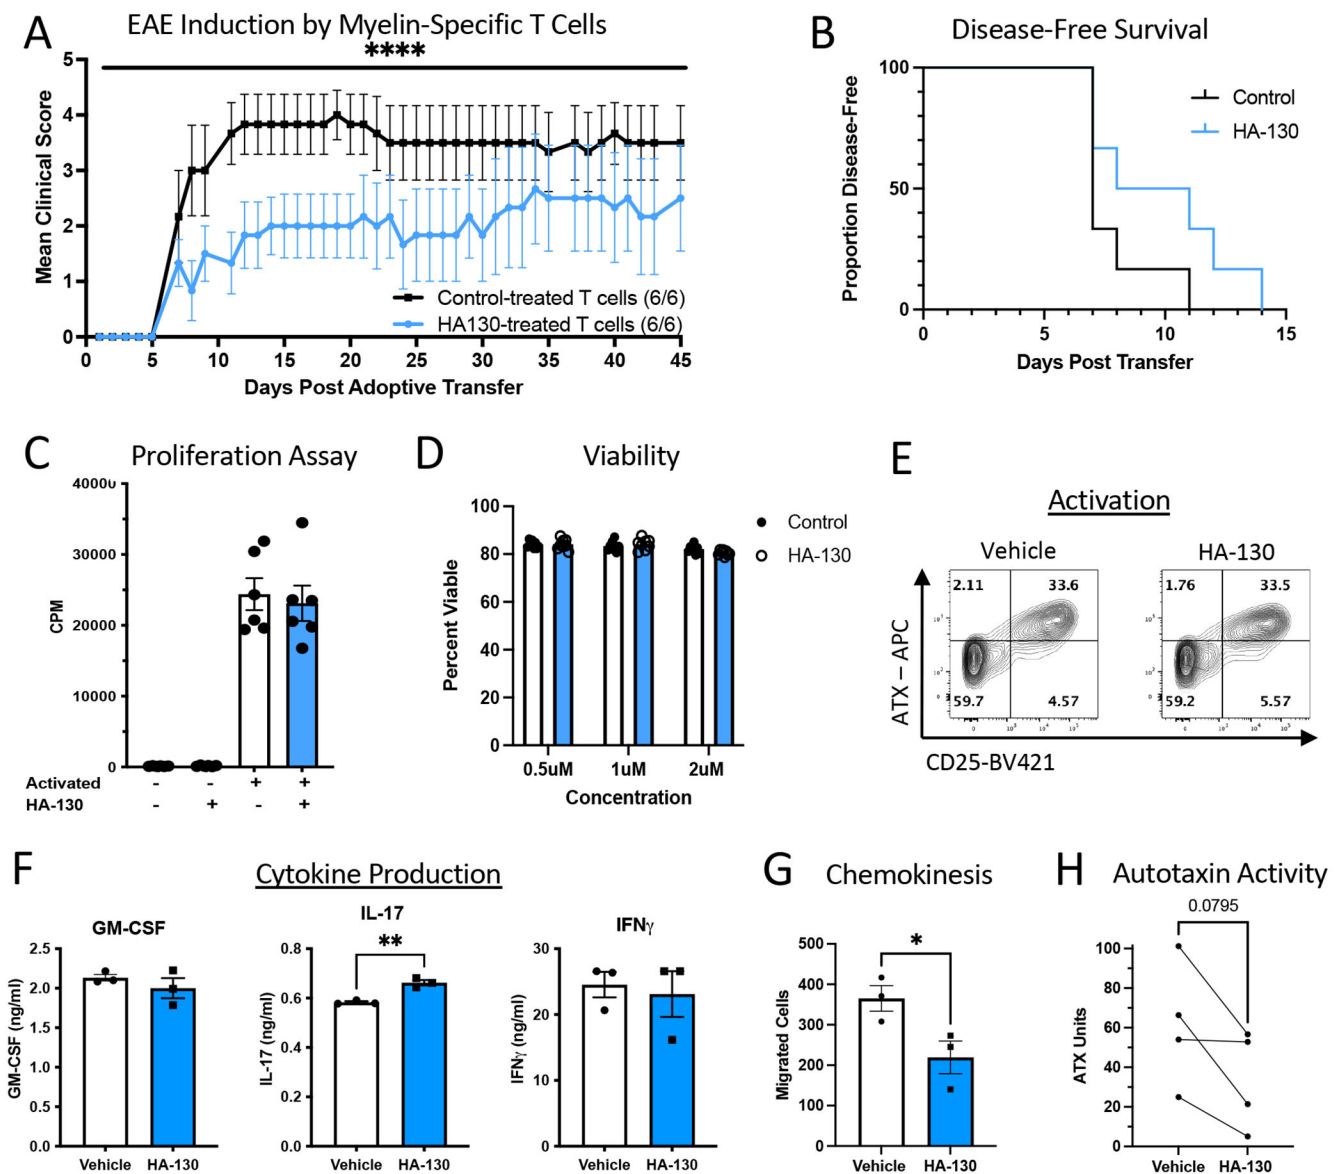 A
EAE Induction by Myelin-Specific T Cells
****
5
4
3
2
1
0
Mean Clinical Score
Control-treated T cells (6/6)
HA130-treated T cells (6/6)
0 5 10 15 20 25 30 35 40 45
Days Post Adoptive Transfer
B
Disease-Free Survival
100
50
0
Proportion Disease-Free
Control
HA-130
0 5 10 15
Days Post Transfer
C
Proliferation Assay
40000
30000
20000
10000
0
CPM
Activated - - + +
HA-130 - + - +
D
Viability
100
80
60
40
20
0
Percent Viable
Control
HA-130
0.5uM 1uM 2uM
Concentration
E
Activation
Vehicle HA-130
2.11 33.6
59.7 4.57
1.76 33.5
59.2 5.57
ATX – APC
CD25-BV421
F
Cytokine Production
GM-CSF
2.5
2.0
1.5
1.0
0.5
0.0
GM-CSF (ng/ml)
Vehicle HA-130
IL-17
**
0.8
0.6
0.4
0.2
0.0
IL-17 (ng/ml)
Vehicle HA-130
IFNγ
30
20
10
0
IFNγ (ng/ml)
Vehicle HA-130
G
Chemokinesis
*
500
400
300
200
100
0
Migrated Cells
Vehicle HA-130
H
Autotaxin Activity
0.0795
100
80
60
40
20
0
ATX Units
Vehicle HA-130